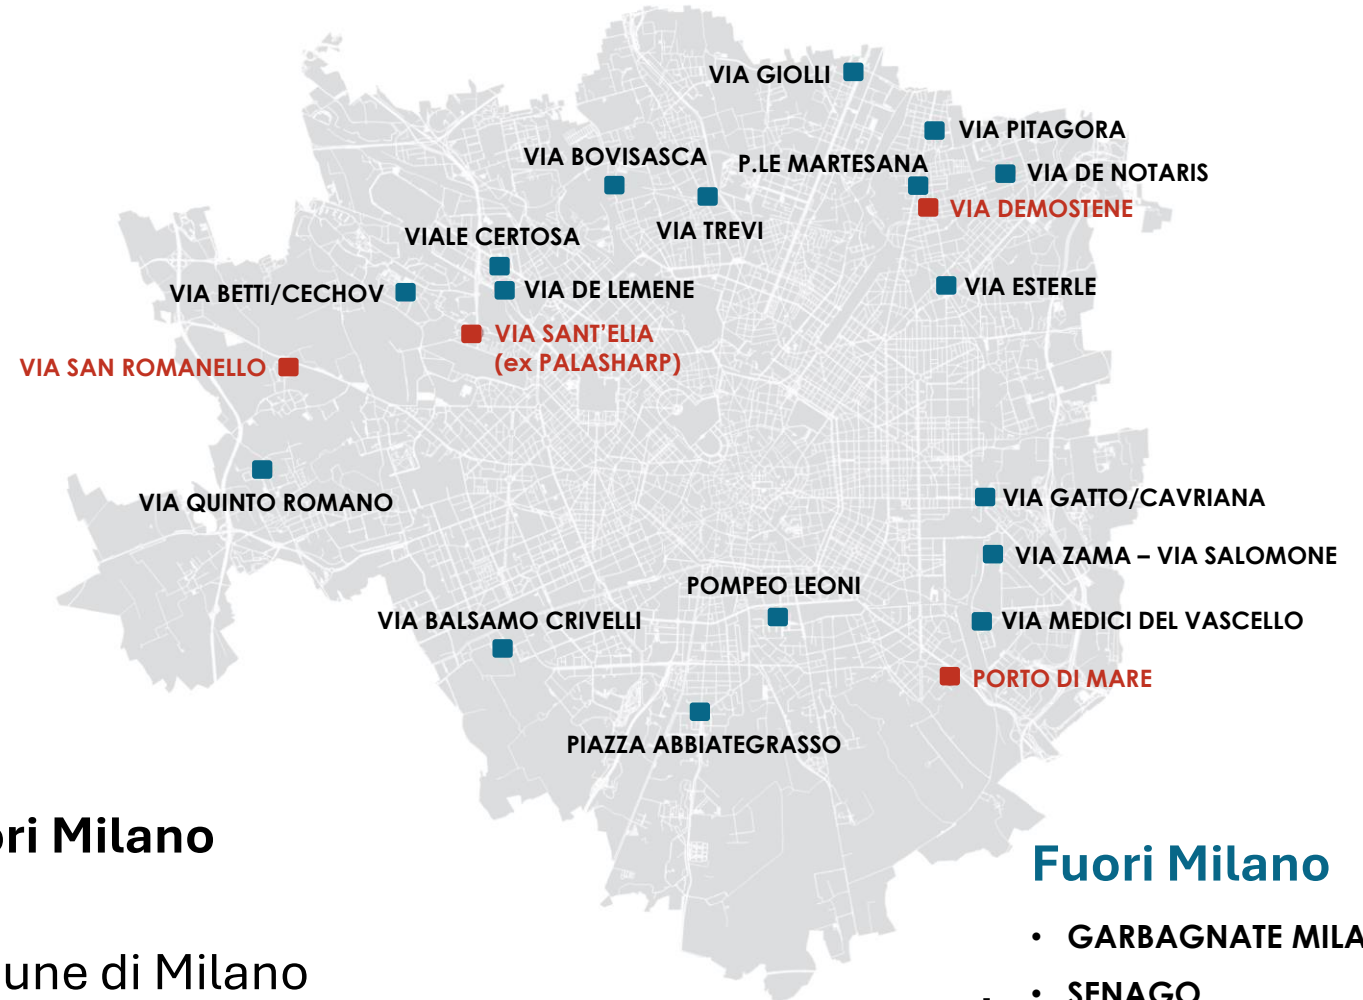 VIA GIOLLI
VIA PITAGORA
VIA BOVISASCA
P.LE MARTESANA
VIA DE NOTARIS
VIA DEMOSTENE
VIA TREVI
VIALE CERTOSA
VIA BETTI/CECHOV
VIA DE LEMENE
VIA ESTERLE
VIA SANT'ELIA
(ex PALASHARP)
VIA SAN ROMANELLO
VIA QUINTO ROMANO
VIA GATTO/CAVRIANA
VIA ZAMA – VIA SALOMONE
POMPEO LEONI
VIA BALSAMO CRIVELLI
VIA MEDICI DEL VASCELLO
PORTO DI MARE
PIAZZA ABBIATEGRASSO
ri Milano
Fuori Milano
• GARBAGNATE MILA
une di Milano
• SENAGO